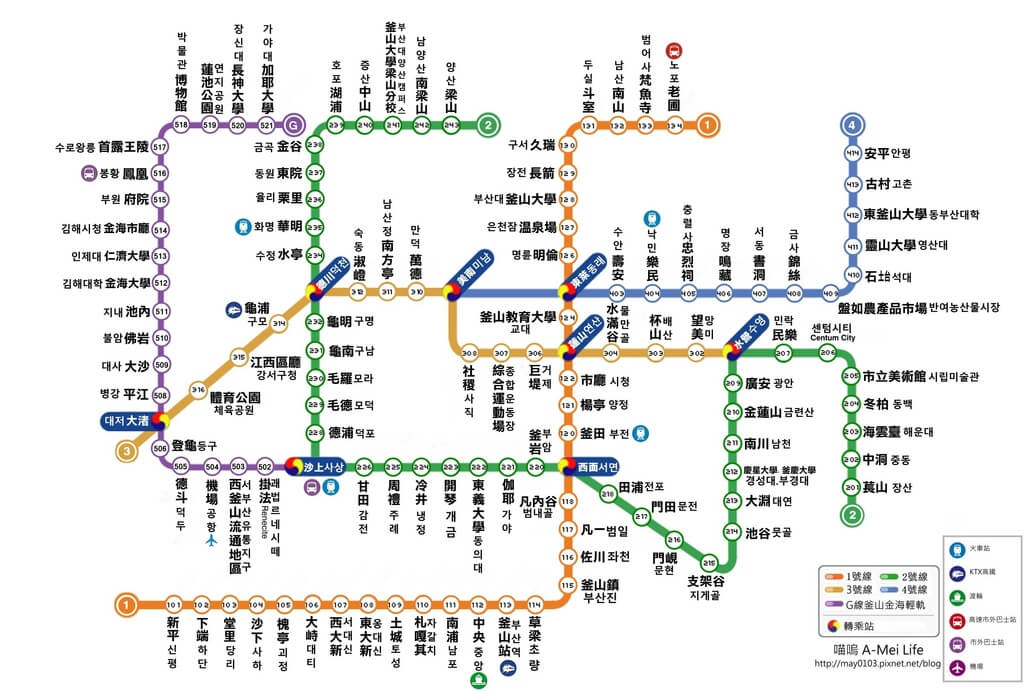 박물관 博物館
연지공원 蓮池公園
장신대 長神大學
가야대 加耶大學
518 519 520 521 G
수로왕릉 首露王陵 517
봉황 鳳凰 516
부원 府院 515
김해시청 金海市廳 514
인제대 仁濟大學 513
김해대학 金海大學 512
지내 池內 511
불암 佛岩 510
대사 大沙 509
병강 平江 508
대저 大渚
3
506 登龜 등구
505 504 503 502
德斗 덕두
機場 공항
西釜山流通地區 서부산유통지구
掛法 괘법르네시떼 Renecite
호포 湖浦
증산 中山
부산대양산캠퍼스 釜山大學梁山分校
남양산 南梁山
양산 梁山
239 240 241 242 243 2
금곡 金谷 238
동원 東院 237
율리 栗里 236
화명 華明 235
수정 水亭 234
德川 덕천
숙등 淑嶝
남산정 南方亭
만덕 萬德
312 311 310
美南 미남
龜浦 구포 314
江西區廳 강서구청 315
體育公園 체육공원 316
232 龜明 구명
231 龜南 구남
230 毛羅 모라
229 毛德 모덕
228 德浦 덕포
沙上 사상
226 225 224 223 222 221 220
甘田 감전
周禮 주례
冷井 냉정
開琴 개금
東義大學 동의대
伽耶 가야
釜岩 부암
두실 斗室
남산 南山
범어사 梵魚寺
노포 老圃
131 132 133 134 1
구서 久瑞 130
장전 長箭 129
부산대 釜山大學 128
은천잠 溫泉場 127
명륜 明倫 126
東萊 동래
수안 壽安
낙민 樂民
충렬사 忠烈祠
명장 鳴藏
서동 書洞
금사 錦絲
403 404 405 406 407 408 409
盤如農產品市場 반여농산물시장
410 石坮 석대
411 靈山大學 영산대
412 東釜山大學 동부산대학
413 古村 고촌
414 安平 안평
4
釜山教育大學 교대 124
蓮山 연산
308 307 306
社稷 사직
綜合運動場 종합운동장
巨堤 거제
304 303 302
水滿谷 물만골
杯山 배산
望美 망미
水營 수영
민락 民樂 207
센텀시티 Centum City 206
205 市立美術館 시립미술관
204 冬柏 동백
203 海雲臺 해운대
202 中洞 중동
201 萇山 장산
2
209 廣安 광안
210 金蓮山 금련산
211 南川 남천
212 慶星大學.釜慶大學 경성대.부경대
213 大淵 대연
214 池谷 못골
215 支架谷 지게골
216 門峴 문현
217 門田 문전
218 田浦 전포
122 市廳 시청
121 楊亭 양정
120 釜田 부전
西面 서면
118 凡內谷 범내골
117 凡一 범일
116 佐川 좌천
115 釜山鎮 부산진
1 101 102 103 104 105 106 107 108 109 110 111 112 113 114
新平 신평
下端 하단
堂里 당리
沙下 사하
槐亭 괴정
大峙 대티
西大新 서대신
東大新 동대신
土城 토성
札嘎其 자갈치
南浦 남포
中央 중앙
釜山站 부산역
草梁 초량
1號線 2號線
3號線 4號線
G線釜山金海輕軌
轉乘站
喵嗚 A-Mei Life
http://may0103.pixnet.net/blog
火車站
KTX高鐵
渡輪
高速市外巴士站
市外巴士站
機場